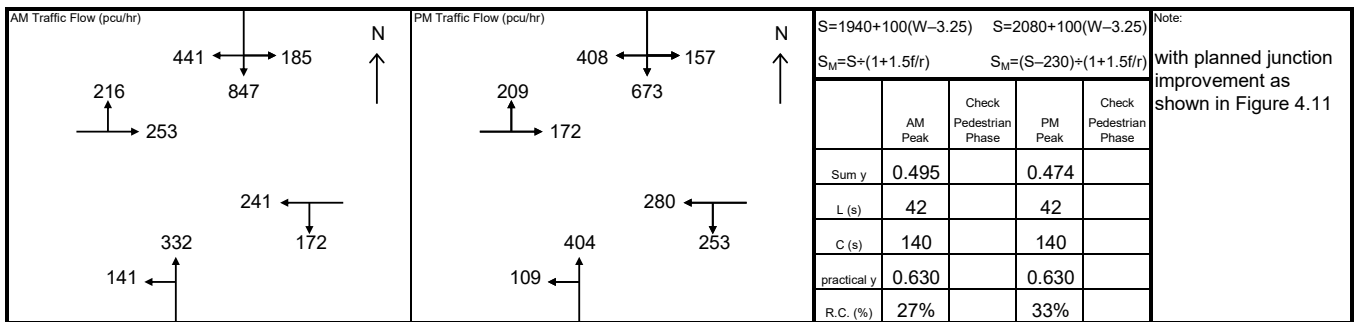 AM Traffic Flow (pcu/hr)
N
441 185
847
216
253
241
172
332
141
PM Traffic Flow (pcu/hr)
N
408 157
673
209
172
280
253
404
109
S=1940+100(W–3.25) S=2080+100(W–3.25)
S_M=S÷(1+1.5f/r) S_M=(S–230)÷(1+1.5f/r)
AM Peak Check Pedestrian Phase PM Peak Check Pedestrian Phase
Sum y 0.495 0.474
L (s) 42 42
C (s) 140 140
practical y 0.630 0.630
R.C. (%) 27% 33%
Note:
with planned junction
improvement as
shown in Figure 4.11